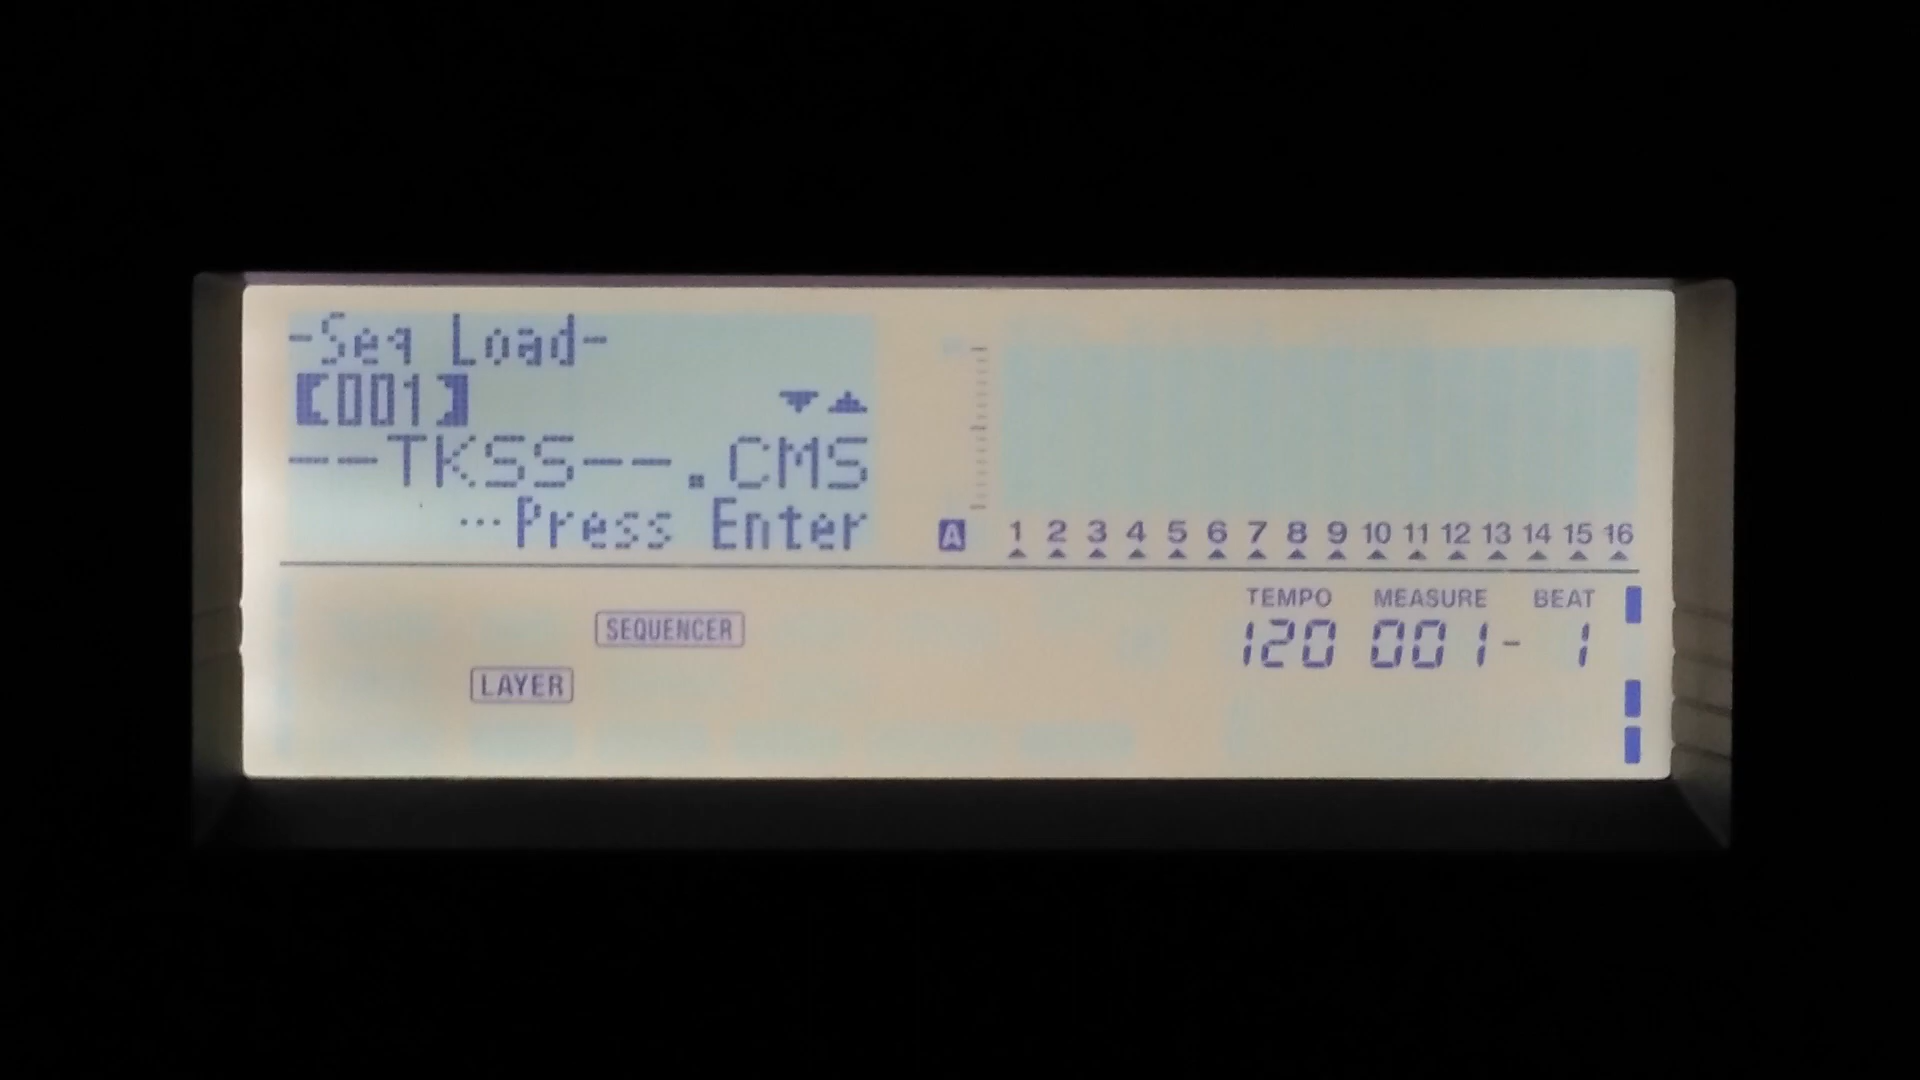 -Seq Load-
【001】 ▼▲
--TKSS--.CMS
…Press Enter
A 1 2 3 4 5 6 7 8 9 10 11 12 13 14 15 16
TEMPO MEASURE BEAT
SEQUENCER 120 001- 1
LAYER